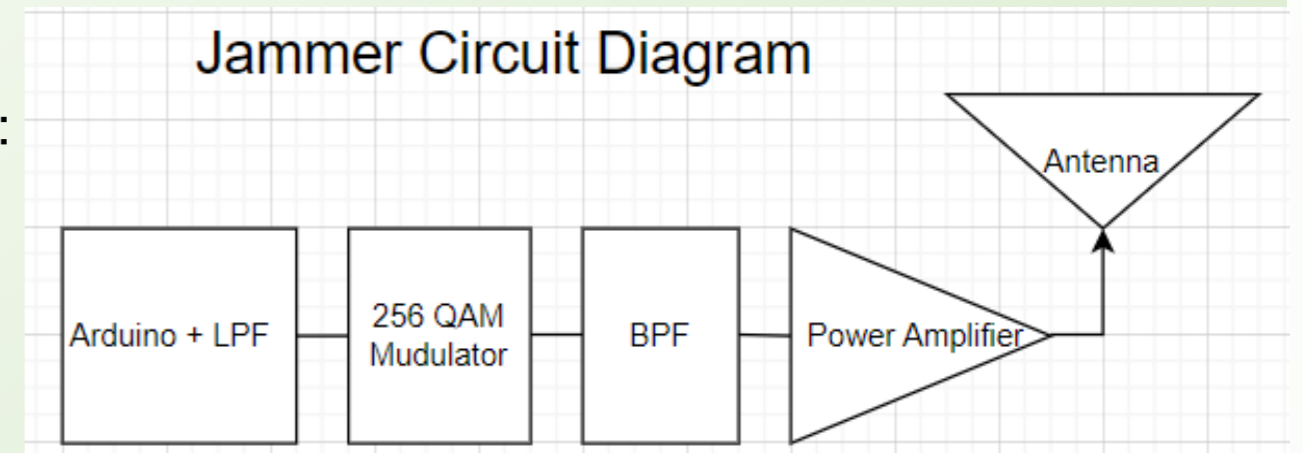 Jammer Circuit Diagram
:
Antenna
Arduino + LPF
256 QAM
Mudulator
BPF
Power Amplifier